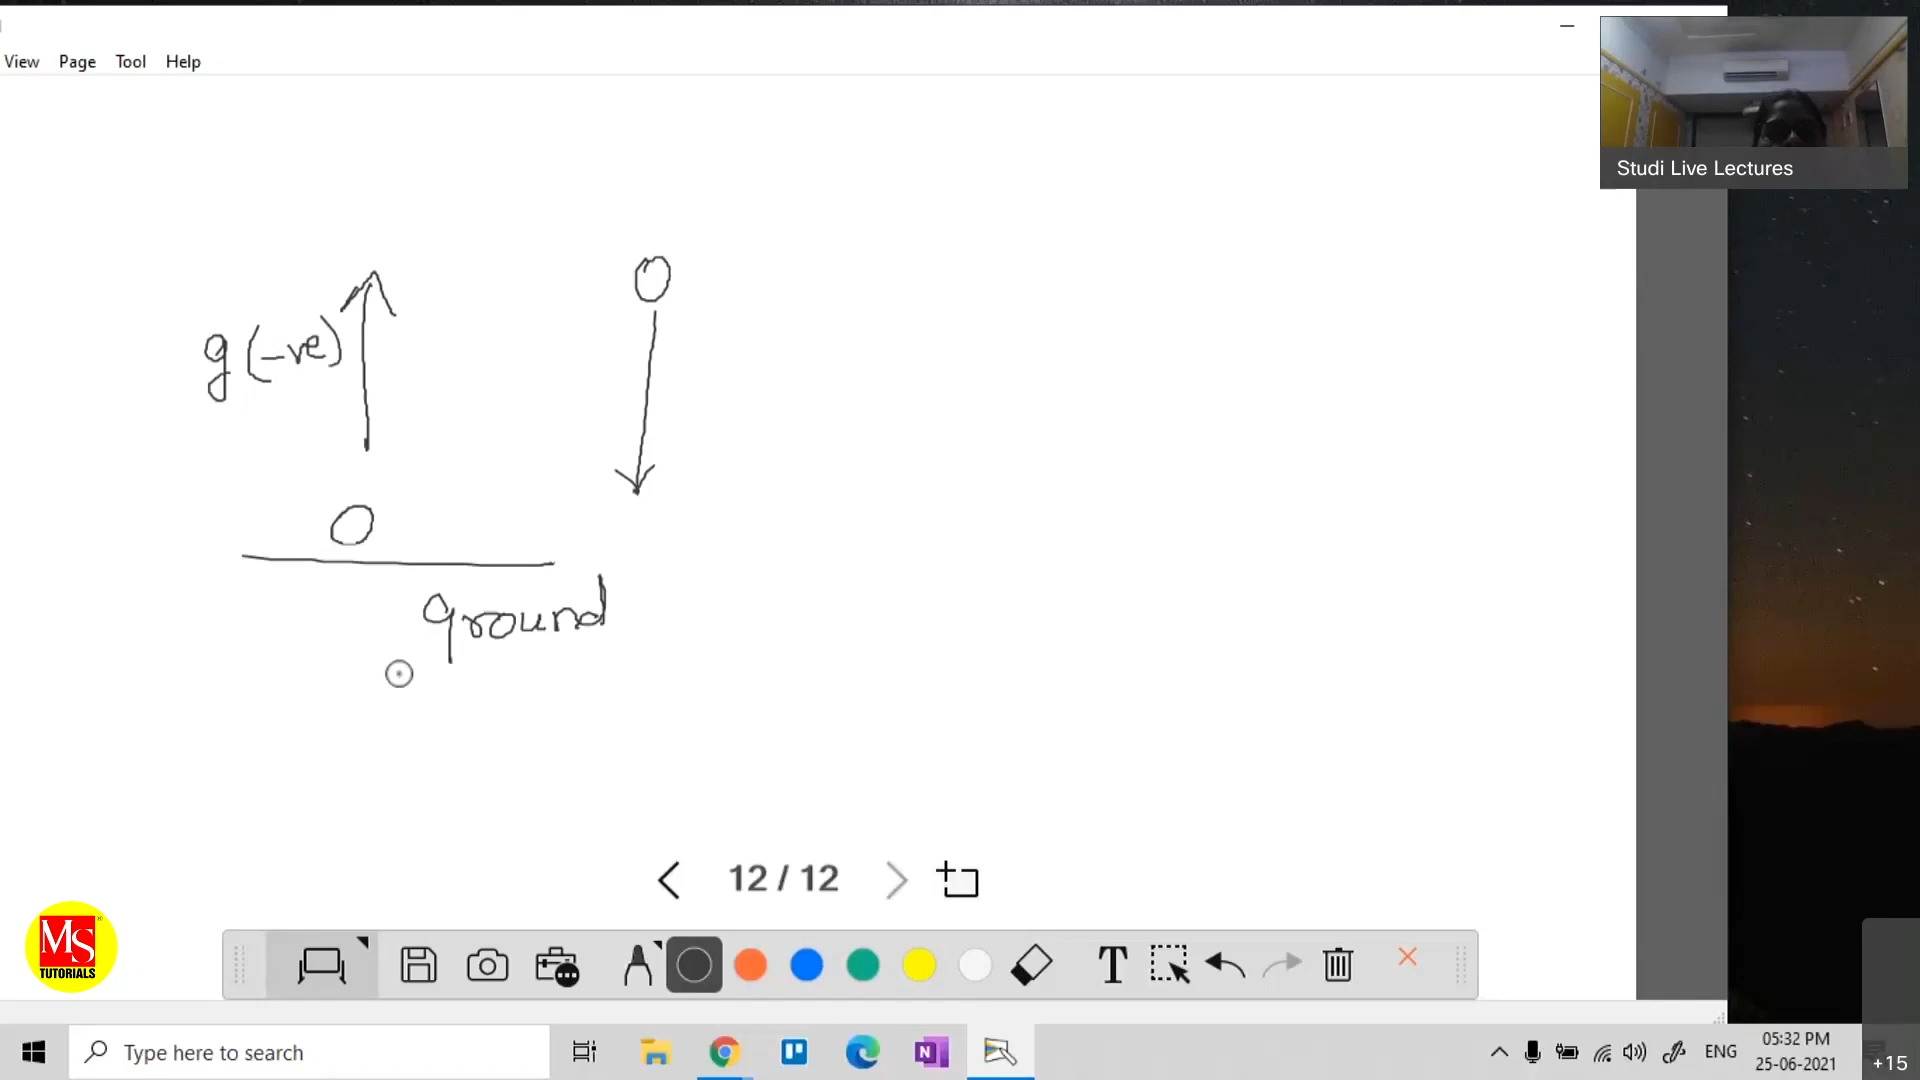 View Page Tool Help
Studi Live Lectures
g (-ve)
ground
12 / 12
MS
TUTORIALS
T
Type here to search
N
ENG
05:32 PM
25-06-2021
+15